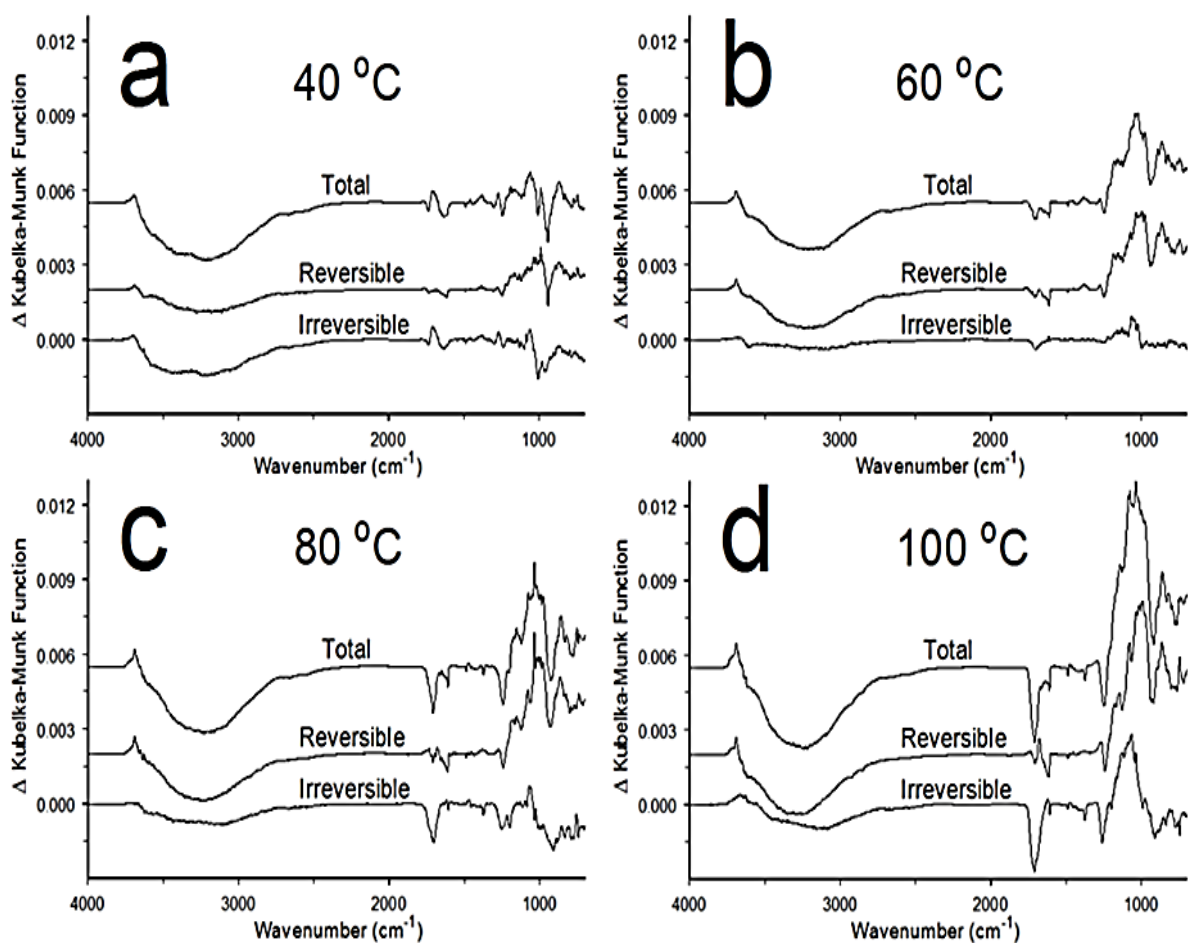 a
40 °C
Δ Kubelka-Munk Function
0.012
0.009
0.006
0.003
0.000
Total
Reversible
Irreversible
4000 3000 2000 1000
Wavenumber (cm-1)
b
60 °C
Δ Kubelka-Munk Function
0.012
0.009
0.006
0.003
0.000
Total
Reversible
Irreversible
4000 3000 2000 1000
Wavenumber (cm-1)
c
80 °C
Δ Kubelka-Munk Function
0.012
0.009
0.006
0.003
0.000
Total
Reversible
Irreversible
4000 3000 2000 1000
Wavenumber (cm-1)
d
100 °C
Δ Kubelka-Munk Function
0.012
0.009
0.006
0.003
0.000
Total
Reversible
Irreversible
4000 3000 2000 1000
Wavenumber (cm-1)